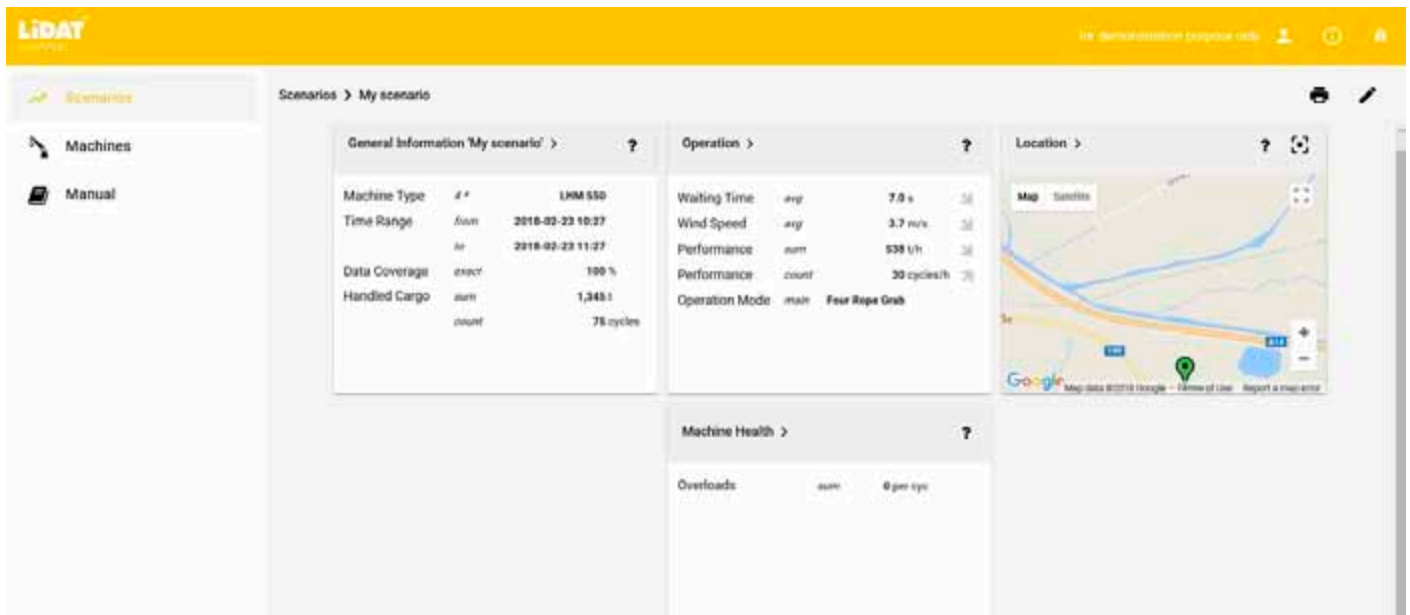 LiDAT
for demonstration purpose only
Scenarios
Machines
Manual
Scenarios > My scenario
General Information 'My scenario' > ?
Machine Type LHM 550
Time Range from 2018-02-23 10:27
to 2018-02-23 11:27
Data Coverage exact 100 %
Handled Cargo sum 1,345 t
count 75 cycles
Operation > ?
Waiting Time avg 7.0 s
Wind Speed avg 3.7 m/s
Performance sum 538 t/h
Performance count 30 cycles/h
Operation Mode main Four Rope Grab
Location > ?
Map Satellite
+
−
Google Map data ©2018 Google Terms of Use Report a map error
Machine Health > ?
Overloads sum 0 per cyc